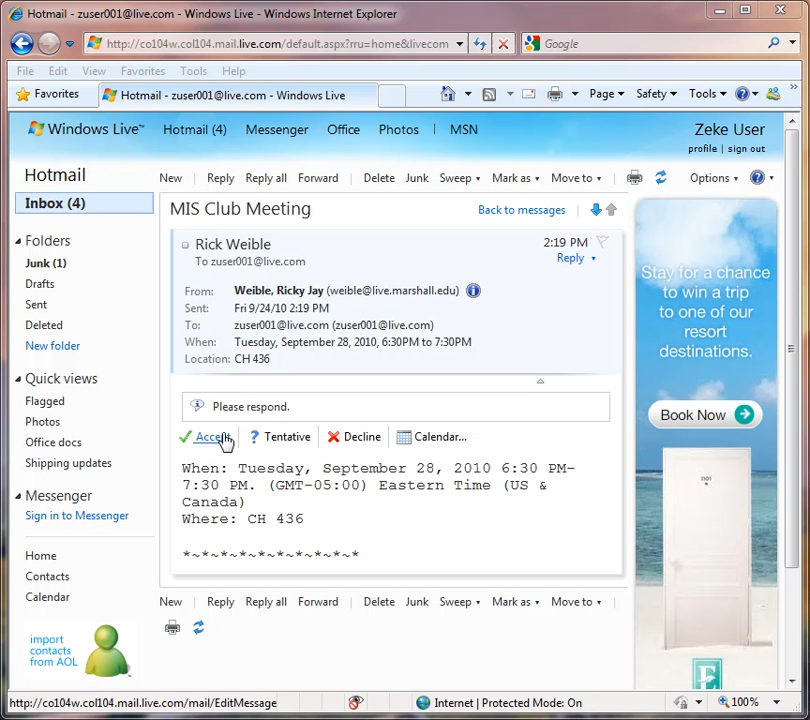 Hotmail - zuser001@live.com - Windows Live - Windows Internet Explorer
http://co104w.col104.mail.live.com/default.aspx?rru=home&livecom
Google
File Edit View Favorites Tools Help
Favorites Hotmail - zuser001@live.com - Windows Live Page Safety Tools
Windows Live™ Hotmail (4) Messenger Office Photos MSN
Zeke User
profile | sign out
Hotmail
New Reply Reply all Forward Delete Junk Sweep Mark as Move to Options
Inbox (4)
Folders
Junk (1)
Drafts
Sent
Deleted
New folder
Quick views
Flagged
Photos
Office docs
Shipping updates
Messenger
Sign in to Messenger
Home
Contacts
Calendar
import
contacts
from AOL
MIS Club Meeting
Back to messages
Rick Weible
2:19 PM
To zuser001@live.com
Reply
From: Weible, Ricky Jay (weible@live.marshall.edu)
Sent: Fri 9/24/10 2:19 PM
To: zuser001@live.com (zuser001@live.com)
When: Tuesday, September 28, 2010, 6:30PM to 7:30PM
Location: CH 436
Please respond.
Accept ? Tentative Decline Calendar...
When: Tuesday, September 28, 2010 6:30 PM-
7:30 PM. (GMT-05:00) Eastern Time (US &
Canada)
Where: CH 436
*~*~*~*~*~*~*~*~*~*
New Reply Reply all Forward Delete Junk Sweep Mark as Move to
Stay for a chance
to win a trip
to one of our
resort
destinations.
Book Now
1101
http://co104w.col104.mail.live.com/mail/EditMessage
Internet | Protected Mode: On
100%